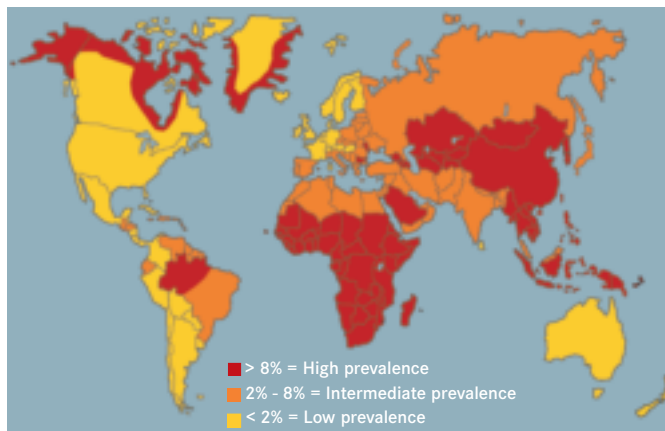 > 8% = High prevalence
2% - 8% = Intermediate prevalence
< 2% = Low prevalence